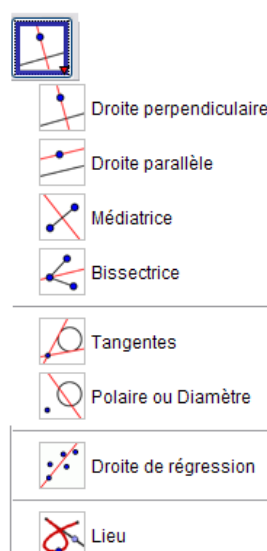 Droite perpendiculaire
Droite parallèle
Médiatrice
Bissectrice
Tangentes
Polaire ou Diamètre
Droite de régression
Lieu